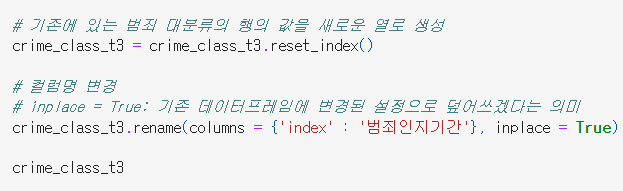 # 기존에 있는 범죄 대분류의 행의 값을 새로운 열로 생성
crime_class_t3 = crime_class_t3.reset_index()
# 컬럼명 변경
# inplace = True: 기존 데이터프레임에 변경된 설정으로 덮어쓰겠다는 의미
crime_class_t3.rename(columns = {'index' : '범죄인지기간'}, inplace = True)
crime_class_t3